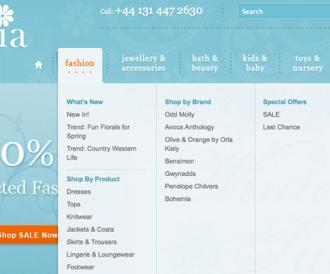 Call: +44 131 447 2630
Search
ia
fashion
jewellery &
accessories
bath &
beauty
kids &
baby
toys &
nursery
What's New
New In!
Trend: Fun Florals for
Spring
Trend: Country Western
Life
Shop By Product
Dresses
Tops
Knitwear
Jackets & Coats
Skirts & Trousers
Lingerie & Loungewear
Footwear
Shop by Brand
Odd Molly
Avoca Anthology
Olive & Orange by Orla
Kiely
Bensimon
Gwynedds
Penelope Chilvers
Bohemia
Special Offers
SALE
Last Chance
0%
cted Fas
Shop SALE Now